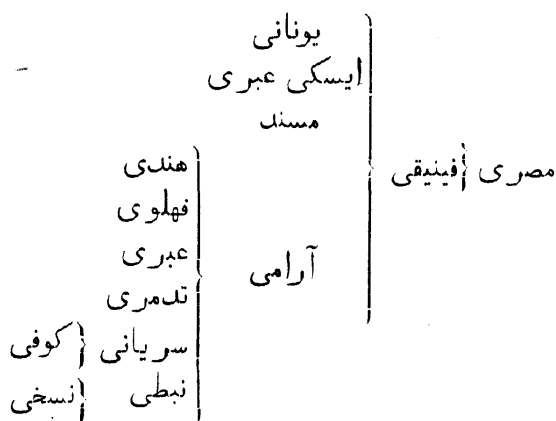 مصری
فینیقی
یونانی
ایسکی عبری
مسند
آرامی
هندی
فهلوی
عبری
تدمری
سریانی
نبطی
کوفی
نسخی